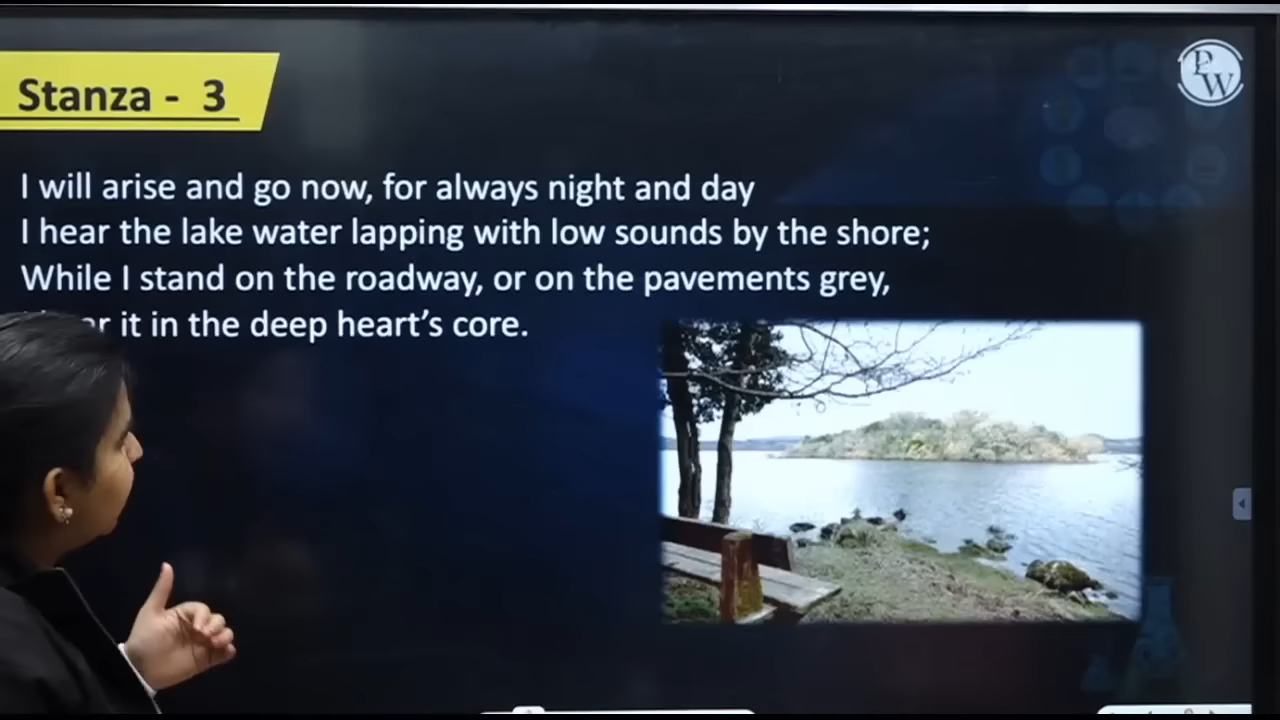 Stanza - 3
PW
I will arise and go now, for always night and day
I hear the lake water lapping with low sounds by the shore;
While I stand on the roadway, or on the pavements grey,
it in the deep heart's core.